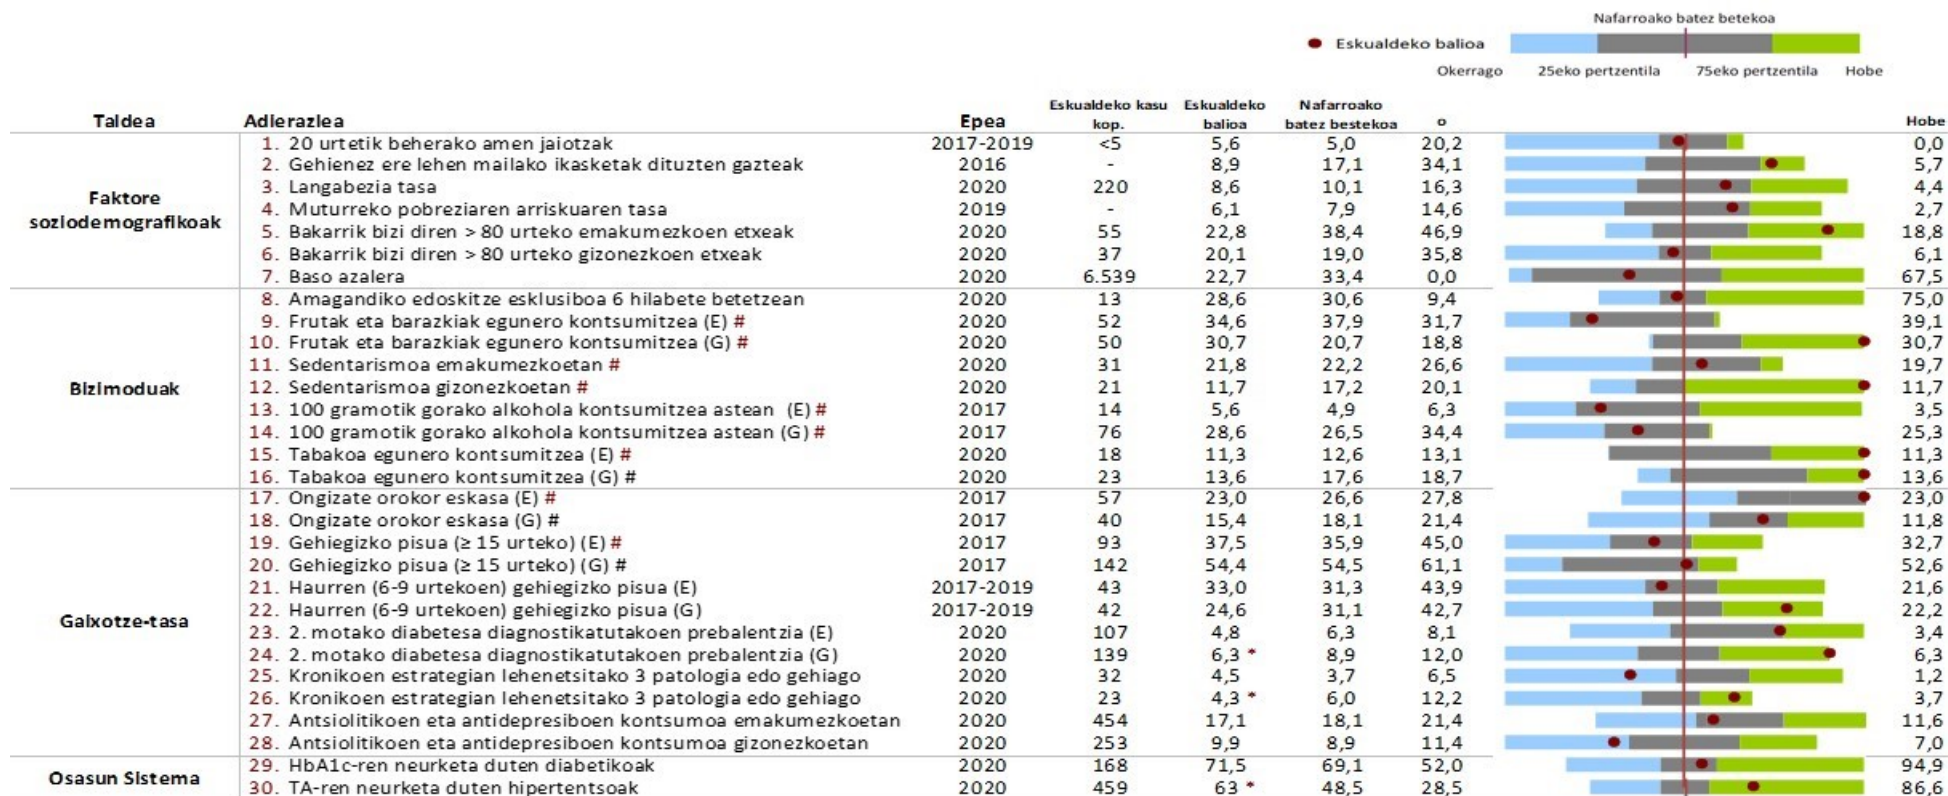 Nafarroako batez betekoa
Eskualdeko balioa
Okerrago 25eko pertzentila 75eko pertzentila Hobe
Taldea Adierazlea Epea Eskualdeko kasu kop. Eskualdeko balioa Nafarroako batez bestekoa o Hobe
Faktore soziodemografikoak
1. 20 urtetik beherako amen jaiotzak 2017-2019 <5 5,6 5,0 20,2 0,0
2. Gehienez ere lehen mailako ikasketak dituzten gazteak 2016 - 8,9 17,1 34,1 5,7
3. Langabezia tasa 2020 220 8,6 10,1 16,3 4,4
4. Muturreko pobreziaren arriskuaren tasa 2019 - 6,1 7,9 14,6 2,7
5. Bakarrik bizi diren > 80 urteko emakumezkoen etxeak 2020 55 22,8 38,4 46,9 18,8
6. Bakarrik bizi diren > 80 urteko gizonezkoen etxeak 2020 37 20,1 19,0 35,8 6,1
7. Baso azalera 2020 6.539 22,7 33,4 0,0 67,5
Bizimoduak
8. Amagandiko edoskitze esklusiboa 6 hilabete betetzean 2020 13 28,6 30,6 9,4 75,0
9. Frutak eta barazkiak egunero kontsumitzea (E) # 2020 52 34,6 37,9 31,7 39,1
10. Frutak eta barazkiak egunero kontsumitzea (G) # 2020 50 30,7 20,7 18,8 30,7
11. Sedentarismoa emakumezkoetan # 2020 31 21,8 22,2 26,6 19,7
12. Sedentarismoa gizonezkoetan # 2020 21 11,7 17,2 20,1 11,7
13. 100 gramotik gorako alkohola kontsumitzea astean (E) # 2017 14 5,6 4,9 6,3 3,5
14. 100 gramotik gorako alkohola kontsumitzea astean (G) # 2017 76 28,6 26,5 34,4 25,3
15. Tabakoa egunero kontsumitzea (E) # 2020 18 11,3 12,6 13,1 11,3
16. Tabakoa egunero kontsumitzea (G) # 2020 23 13,6 17,6 18,7 13,6
Gaixotze-tasa
17. Ongizate orokor eskasa (E) # 2017 57 23,0 26,6 27,8 23,0
18. Ongizate orokor eskasa (G) # 2017 40 15,4 18,1 21,4 11,8
19. Gehiegizko pisua (≥ 15 urteko) (E) # 2017 93 37,5 35,9 45,0 32,7
20. Gehiegizko pisua (≥ 15 urteko) (G) # 2017 142 54,4 54,5 61,1 52,6
21. Haurren (6-9 urtekoen) gehiegizko pisua (E) 2017-2019 43 33,0 31,3 43,9 21,6
22. Haurren (6-9 urtekoen) gehiegizko pisua (G) 2017-2019 42 24,6 31,1 42,7 22,2
23. 2. motako diabetesa diagnostikatutakoen prebalentzia (E) 2020 107 4,8 6,3 8,1 3,4
24. 2. motako diabetesa diagnostikatutakoen prebalentzia (G) 2020 139 6,3 * 8,9 12,0 6,3
25. Kronikoen estrategian lehenetsitako 3 patologia edo gehiago 2020 32 4,5 3,7 6,5 1,2
26. Kronikoen estrategian lehenetsitako 3 patologia edo gehiago 2020 23 4,3 * 6,0 12,2 3,7
27. Antsiolitikoen eta antidepresiboen kontsumoa emakumezkoetan 2020 454 17,1 18,1 21,4 11,6
28. Antsiolitikoen eta antidepresiboen kontsumoa gizonezkoetan 2020 253 9,9 8,9 11,4 7,0
Osasun Sistema
29. HbA1c-ren neurketa duten diabetikoak 2020 168 71,5 69,1 52,0 94,9
30. TA-ren neurketa duten hipertentsoak 2020 459 63 * 48,5 28,5 86,6